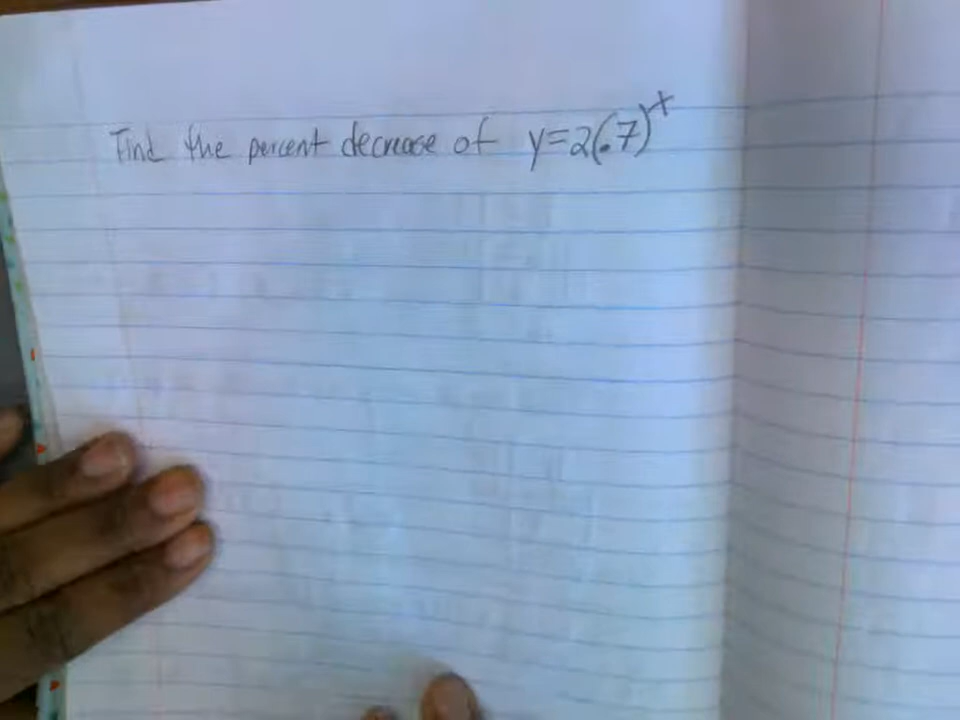 Find the percent decrease of y=2(.7)^x